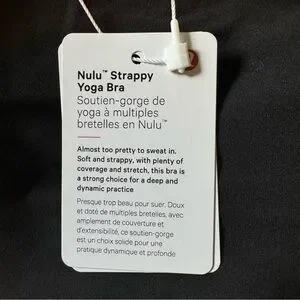 Nulu™ Strappy
Yoga Bra
Soutien-gorge de
yoga à multiples
bretelles en Nulu™
Almost too pretty to sweat in.
Soft and strappy, with plenty of
coverage and stretch, this bra is
a strong choice for a deep and
dynamic practice
Presque trop beau pour suer. Doux
et doté de multiples bretelles, avec
amplement de couverture et
d'extensibilité, ce soutien-gorge
est un choix solide pour une
pratique dynamique et profonde